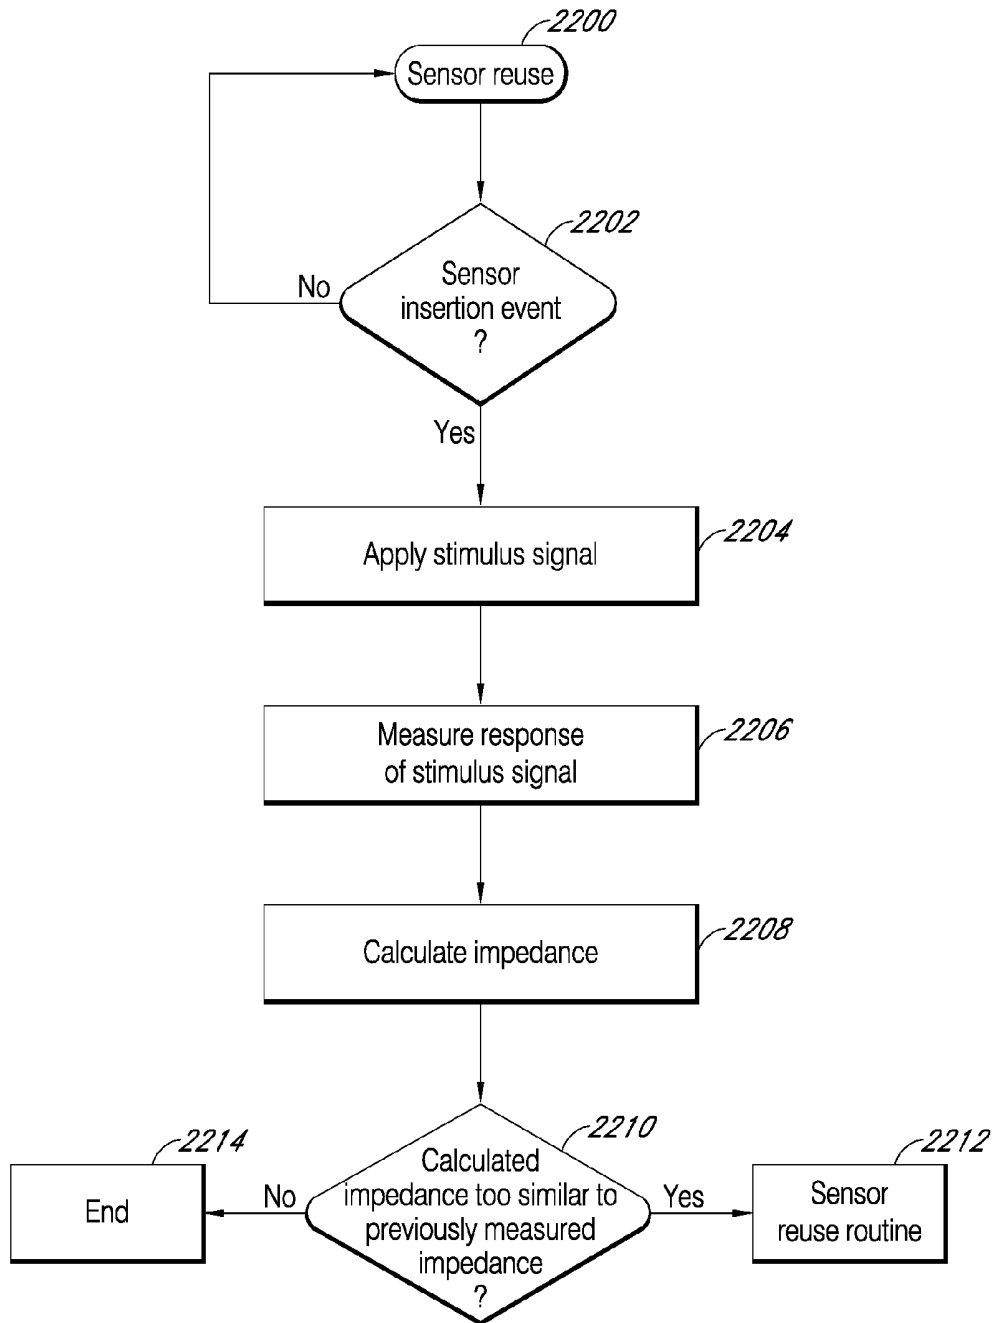 2200
Sensor reuse
2202
Sensor
insertion event
?
No
Yes
2204
Apply stimulus signal
2206
Measure response
of stimulus signal
2208
Calculate impedance
2210
Calculated
impedance too similar to
previously measured
impedance
?
No
Yes
2214
End
2212
Sensor
reuse routine